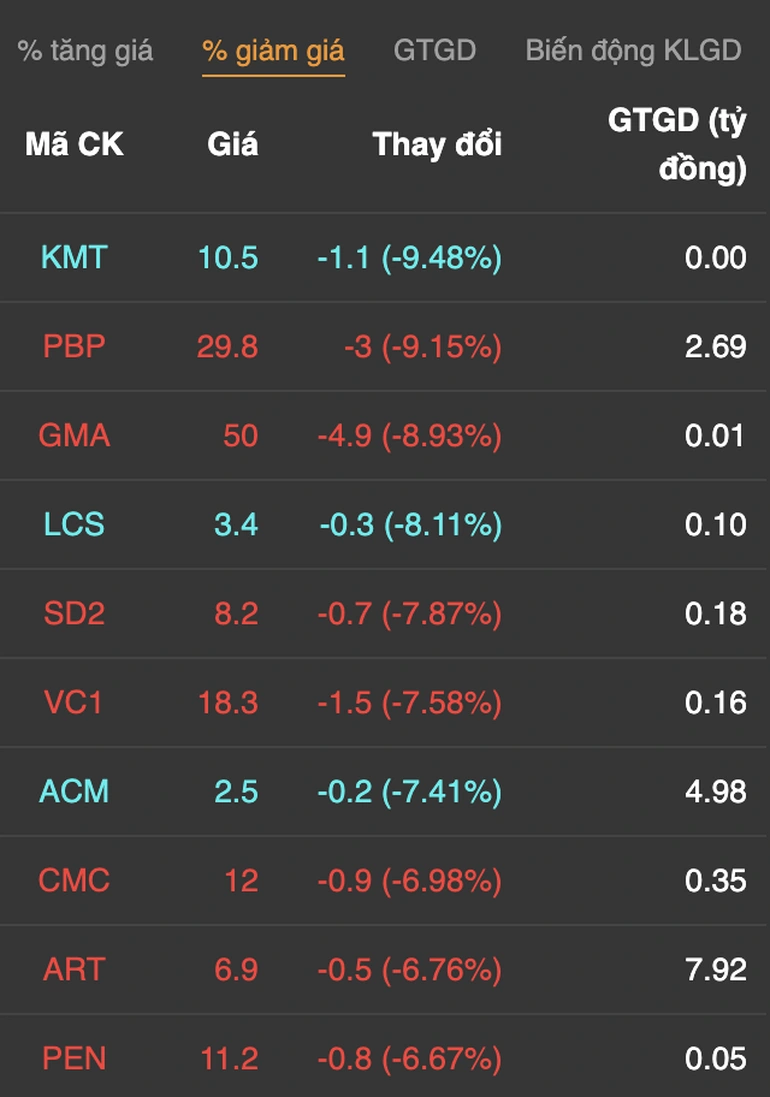 % tăng giá % giảm giá GTGD Biến động KLGD
Mã CK Giá Thay đổi GTGD (tỷ đồng)
KMT 10.5 -1.1 (-9.48%) 0.00
PBP 29.8 -3 (-9.15%) 2.69
GMA 50 -4.9 (-8.93%) 0.01
LCS 3.4 -0.3 (-8.11%) 0.10
SD2 8.2 -0.7 (-7.87%) 0.18
VC1 18.3 -1.5 (-7.58%) 0.16
ACM 2.5 -0.2 (-7.41%) 4.98
CMC 12 -0.9 (-6.98%) 0.35
ART 6.9 -0.5 (-6.76%) 7.92
PEN 11.2 -0.8 (-6.67%) 0.05